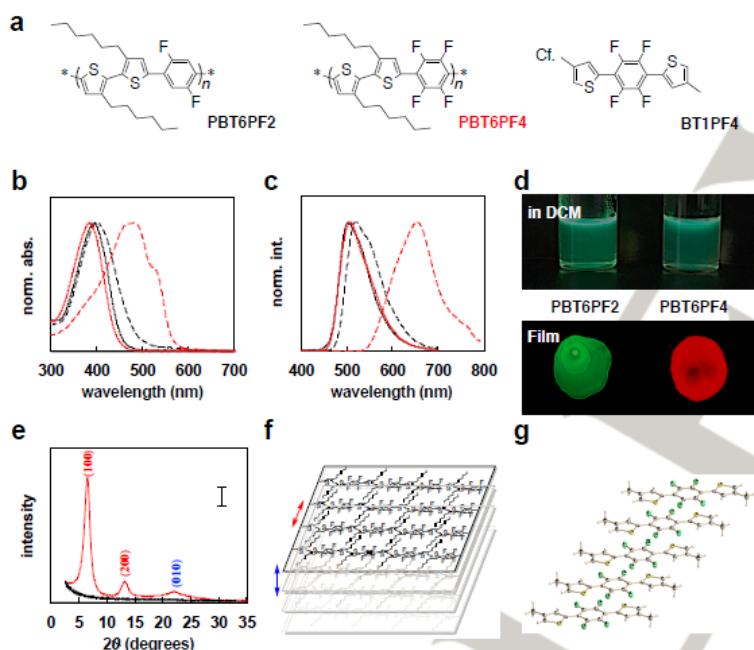 a
* ( S S F F ) n *
PBT6PF2
* ( S S F F F F ) n *
PBT6PF4
Cf.
S F F F F S
BT1PF4
b
norm. abs.
300 400 500 600 700
wavelength (nm)
c
norm. int.
400 500 600 700 800
wavelength (nm)
d
in DCM
PBT6PF2 PBT6PF4
Film
e
intensity
(100)
(200)
(010)
0 5 10 15 20 25 30 35
2θ (degrees)
f
g